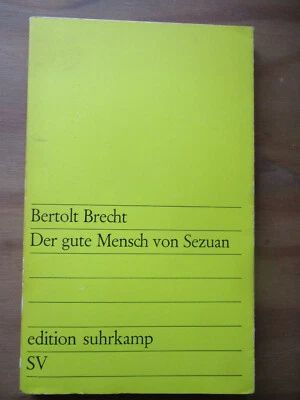 Bertolt Brecht
Der gute Mensch von Sezuan
edition suhrkamp
SV